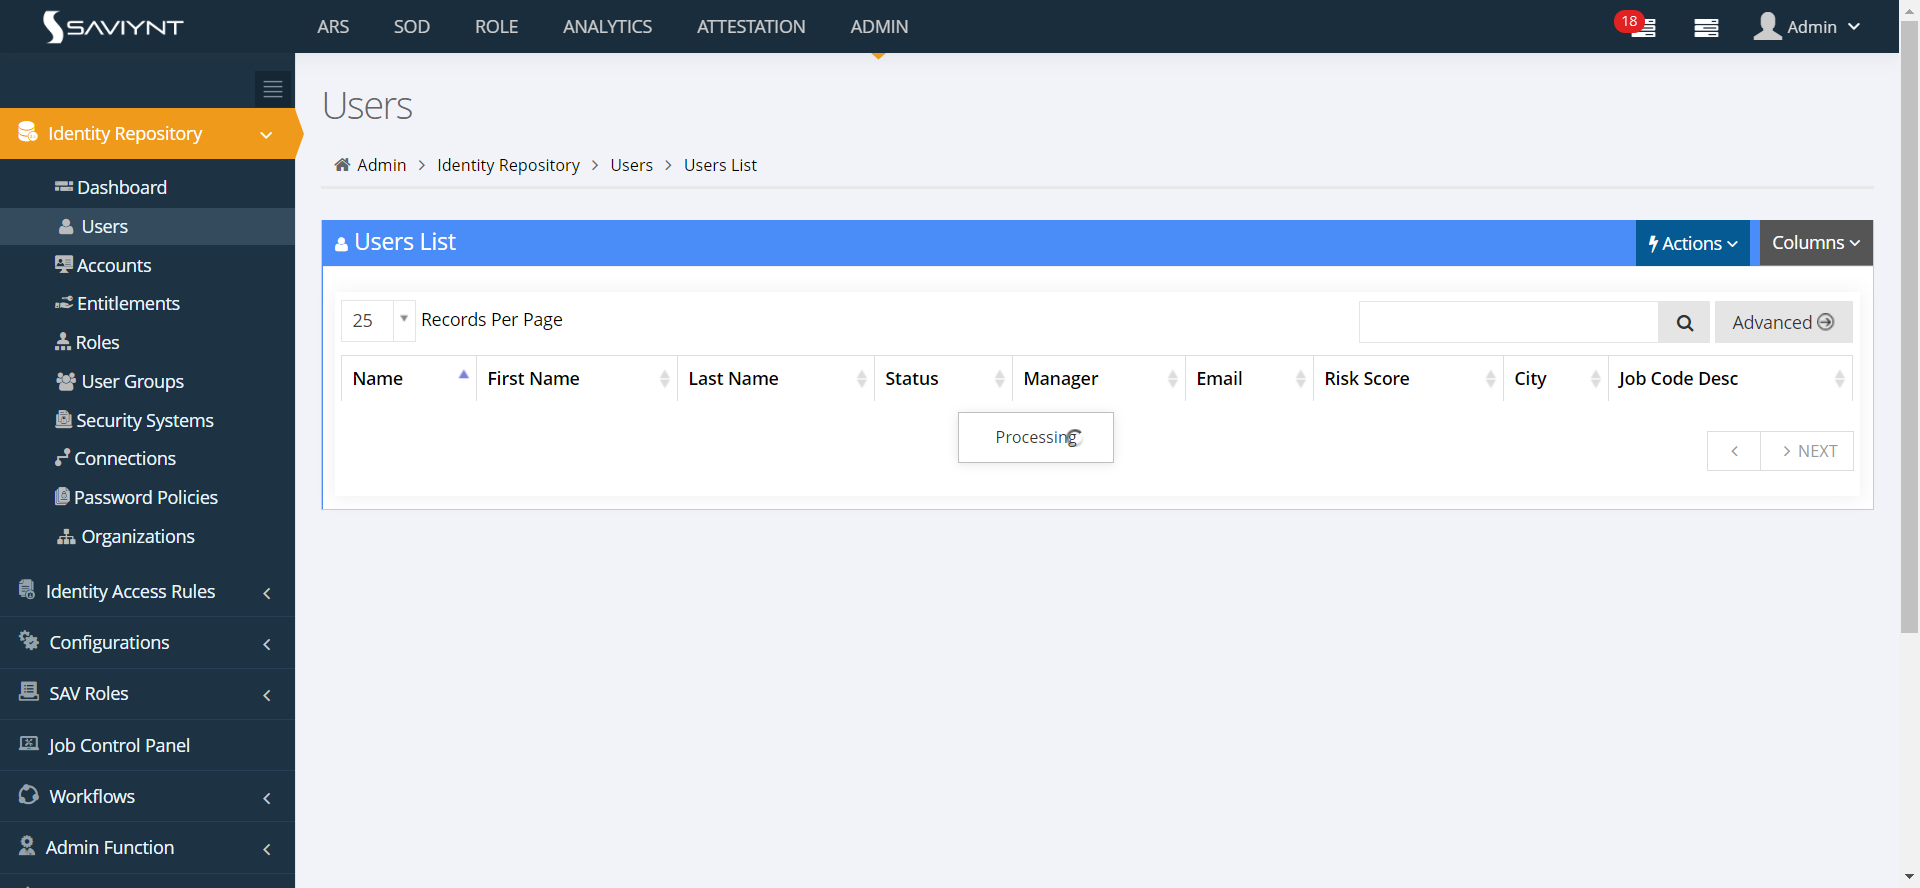 SAVIYNT
ARS SOD ROLE ANALYTICS ATTESTATION ADMIN 18 Admin
Identity Repository
Dashboard
Users
Accounts
Entitlements
Roles
User Groups
Security Systems
Connections
Password Policies
Organizations
Identity Access Rules
Configurations
SAV Roles
Job Control Panel
Workflows
Admin Function
Users
Admin > Identity Repository > Users > Users List
Users List Actions Columns
25 Records Per Page Advanced
Name First Name Last Name Status Manager Email Risk Score City Job Code Desc
Processing
< > NEXT